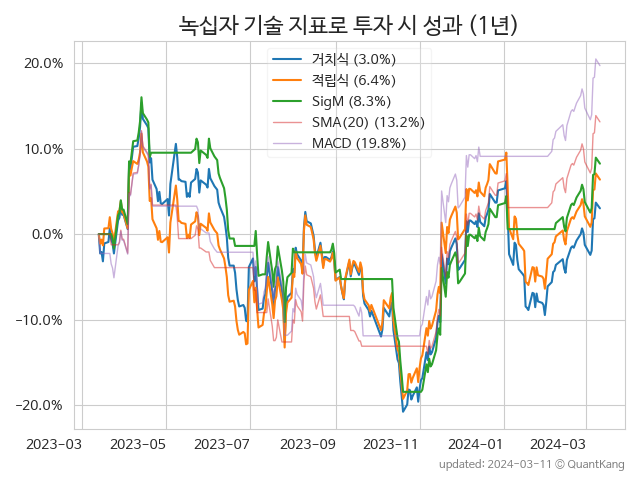 녹십자 기술 지표로 투자 시 성과 (1년)
거치식 (3.0%)
적립식 (6.4%)
SigM (8.3%)
SMA(20) (13.2%)
MACD (19.8%)
20.0%
10.0%
0.0%
−10.0%
−20.0%
2023-03 2023-05 2023-07 2023-09 2023-11 2024-01 2024-03
updated: 2024-03-11 © QuantKang